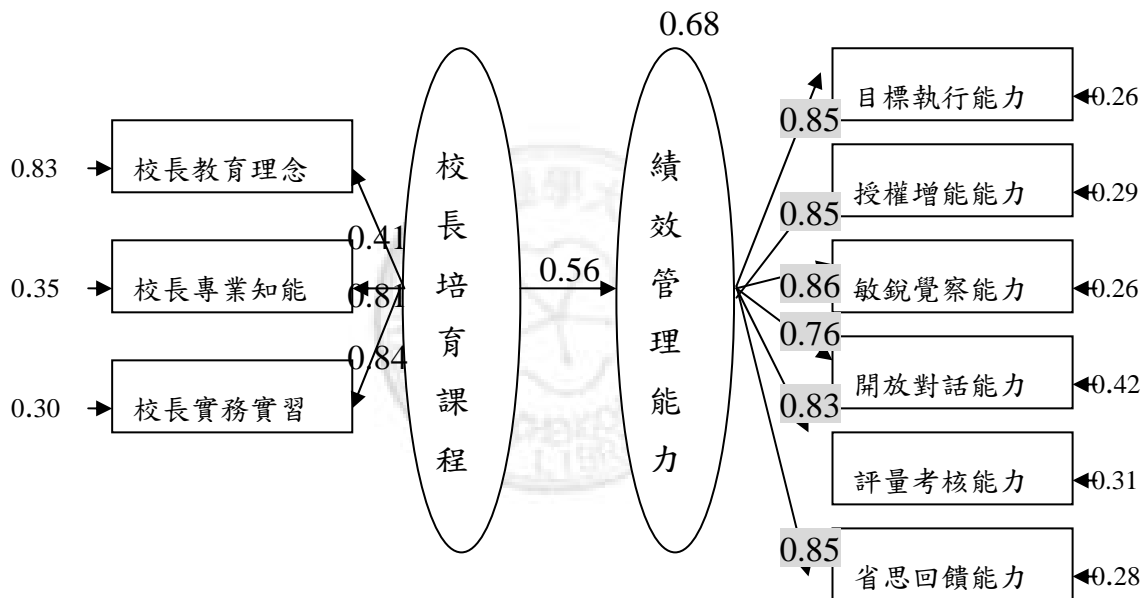 0.68
0.83
校長教育理念
0.35
校長專業知能
0.30
校長實務實習
0.41
0.81
0.84
校長培育課程
0.56
績效管理能力
0.85
0.85
0.86
0.76
0.83
0.85
目標執行能力
0.26
授權增能能力
0.29
敏銳覺察能力
0.26
開放對話能力
0.42
評量考核能力
0.31
省思回饋能力
0.28